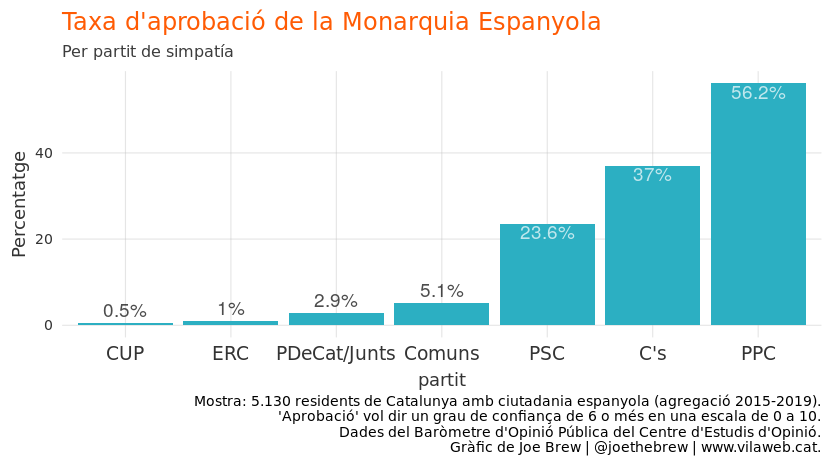 Taxa d'aprobació de la Monarquia Espanyola
Per partit de simpatía
Percentatge
40
20
0
0.5%
1%
2.9%
5.1%
23.6%
37%
56.2%
CUP ERC PDeCat/Junts Comuns PSC C's PPC
partit
Mostra: 5.130 residents de Catalunya amb ciutadania espanyola (agregació 2015-2019).
'Aprobació' vol dir un grau de confiança de 6 o més en una escala de 0 a 10.
Dades del Baròmetre d'Opinió Pública del Centre d'Estudis d'Opinió.
Gràfic de Joe Brew | @joethebrew | www.vilaweb.cat.